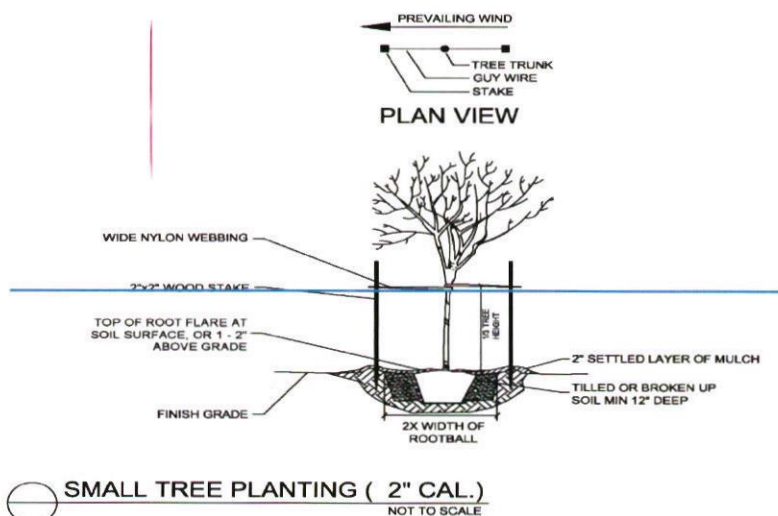 PREVAILING WIND
TREE TRUNK
GUY WIRE
STAKE
PLAN VIEW
WIDE NYLON WEBBING
2"x2" WOOD STAKE
TOP OF ROOT FLARE AT
SOIL SURFACE, OR 1 - 2"
ABOVE GRADE
1/3 TREE
HEIGHT
2" SETTLED LAYER OF MULCH
TILLED OR BROKEN UP
SOIL MIN 12" DEEP
FINISH GRADE
2X WIDTH OF
ROOTBALL
SMALL TREE PLANTING ( 2" CAL.)
NOT TO SCALE